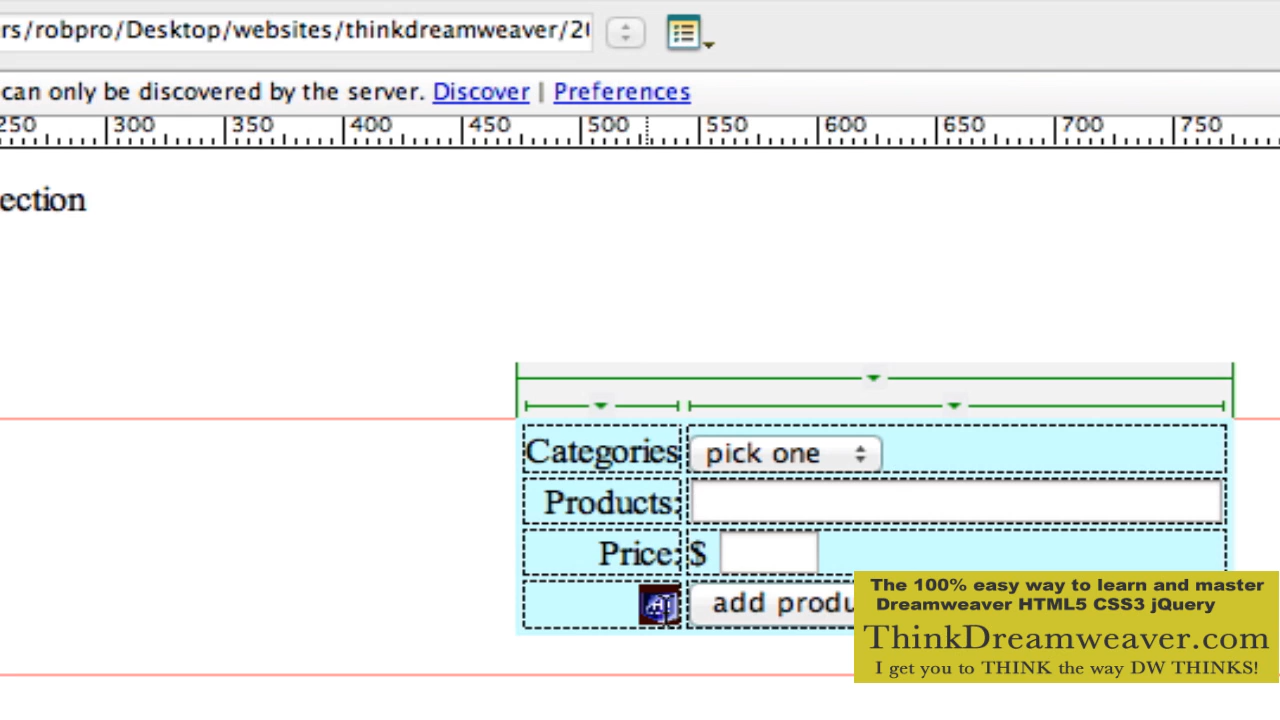 rs/robpro/Desktop/websites/thinkdreamweaver/20
can only be discovered by the server. Discover | Preferences
250 300 350 400 450 500 550 600 650 700 750
ection
Categories pick one
Products:
Price: $
add produ
The 100% easy way to learn and master
Dreamweaver HTML5 CSS3 jQuery
ThinkDreamweaver.com
I get you to THINK the way DW THINKS!